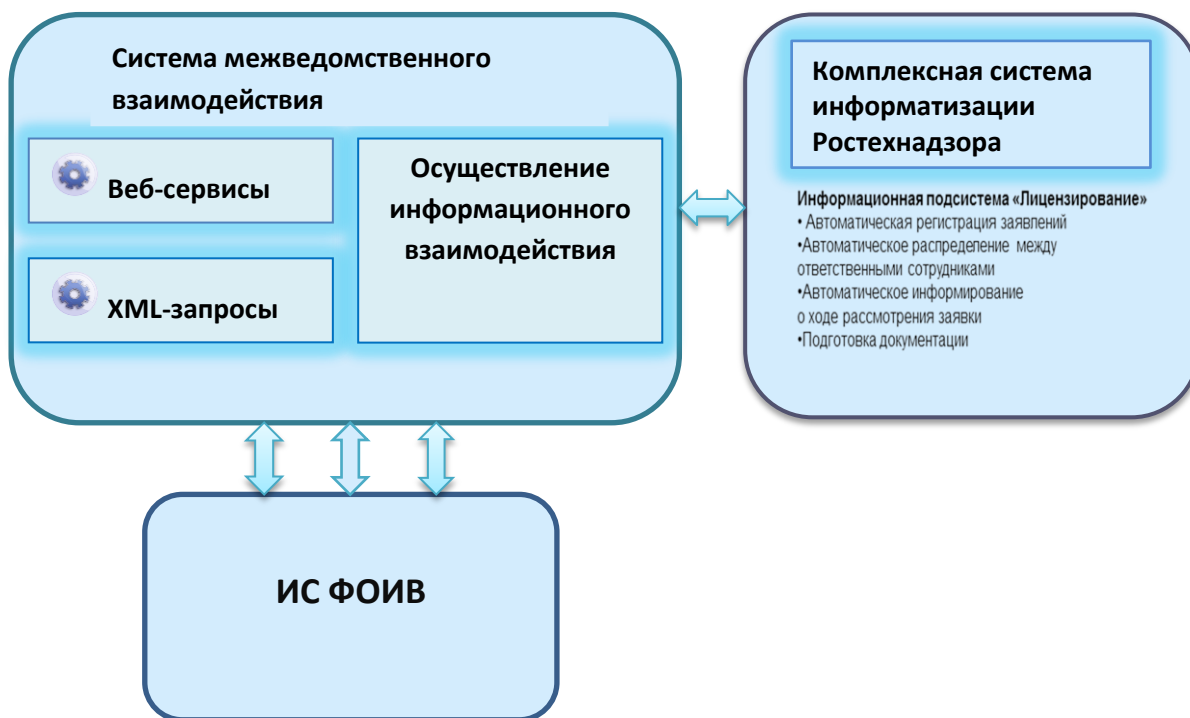 Система межведомственного
взаимодействия
Веб-сервисы
XML-запросы
Осуществление
информационного
взаимодействия
Комплексная система
информатизации
Ростехнадзора
Информационная подсистема «Лицензирование»
• Автоматическая регистрация заявлений
•Автоматическое распределение между
ответственными сотрудниками
•Автоматическое информирование
о ходе рассмотрения заявки
•Подготовка документации
ИС ФОИВ